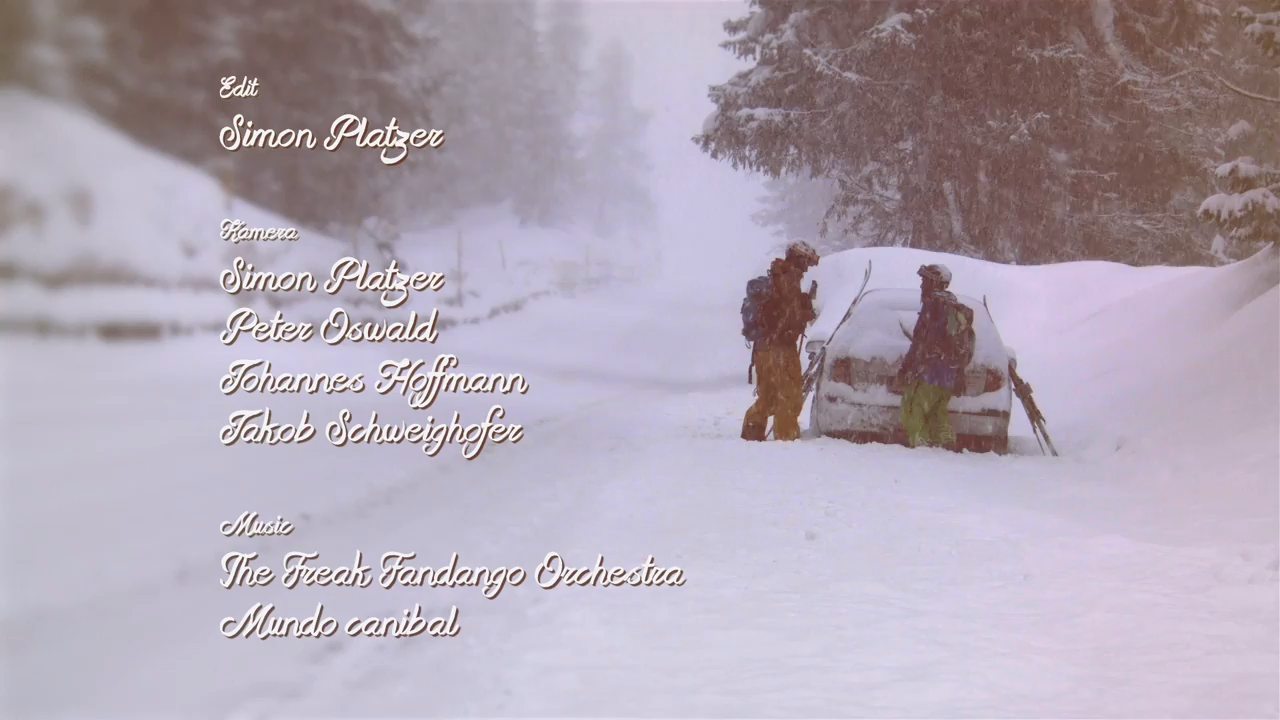 Edit
Simon Platzer
Kamera
Simon Platzer
Peter Oswald
Johannes Hoffmann
Jakob Schweighofer
Music
The Freak Fandango Orchestra
Mundo canibal